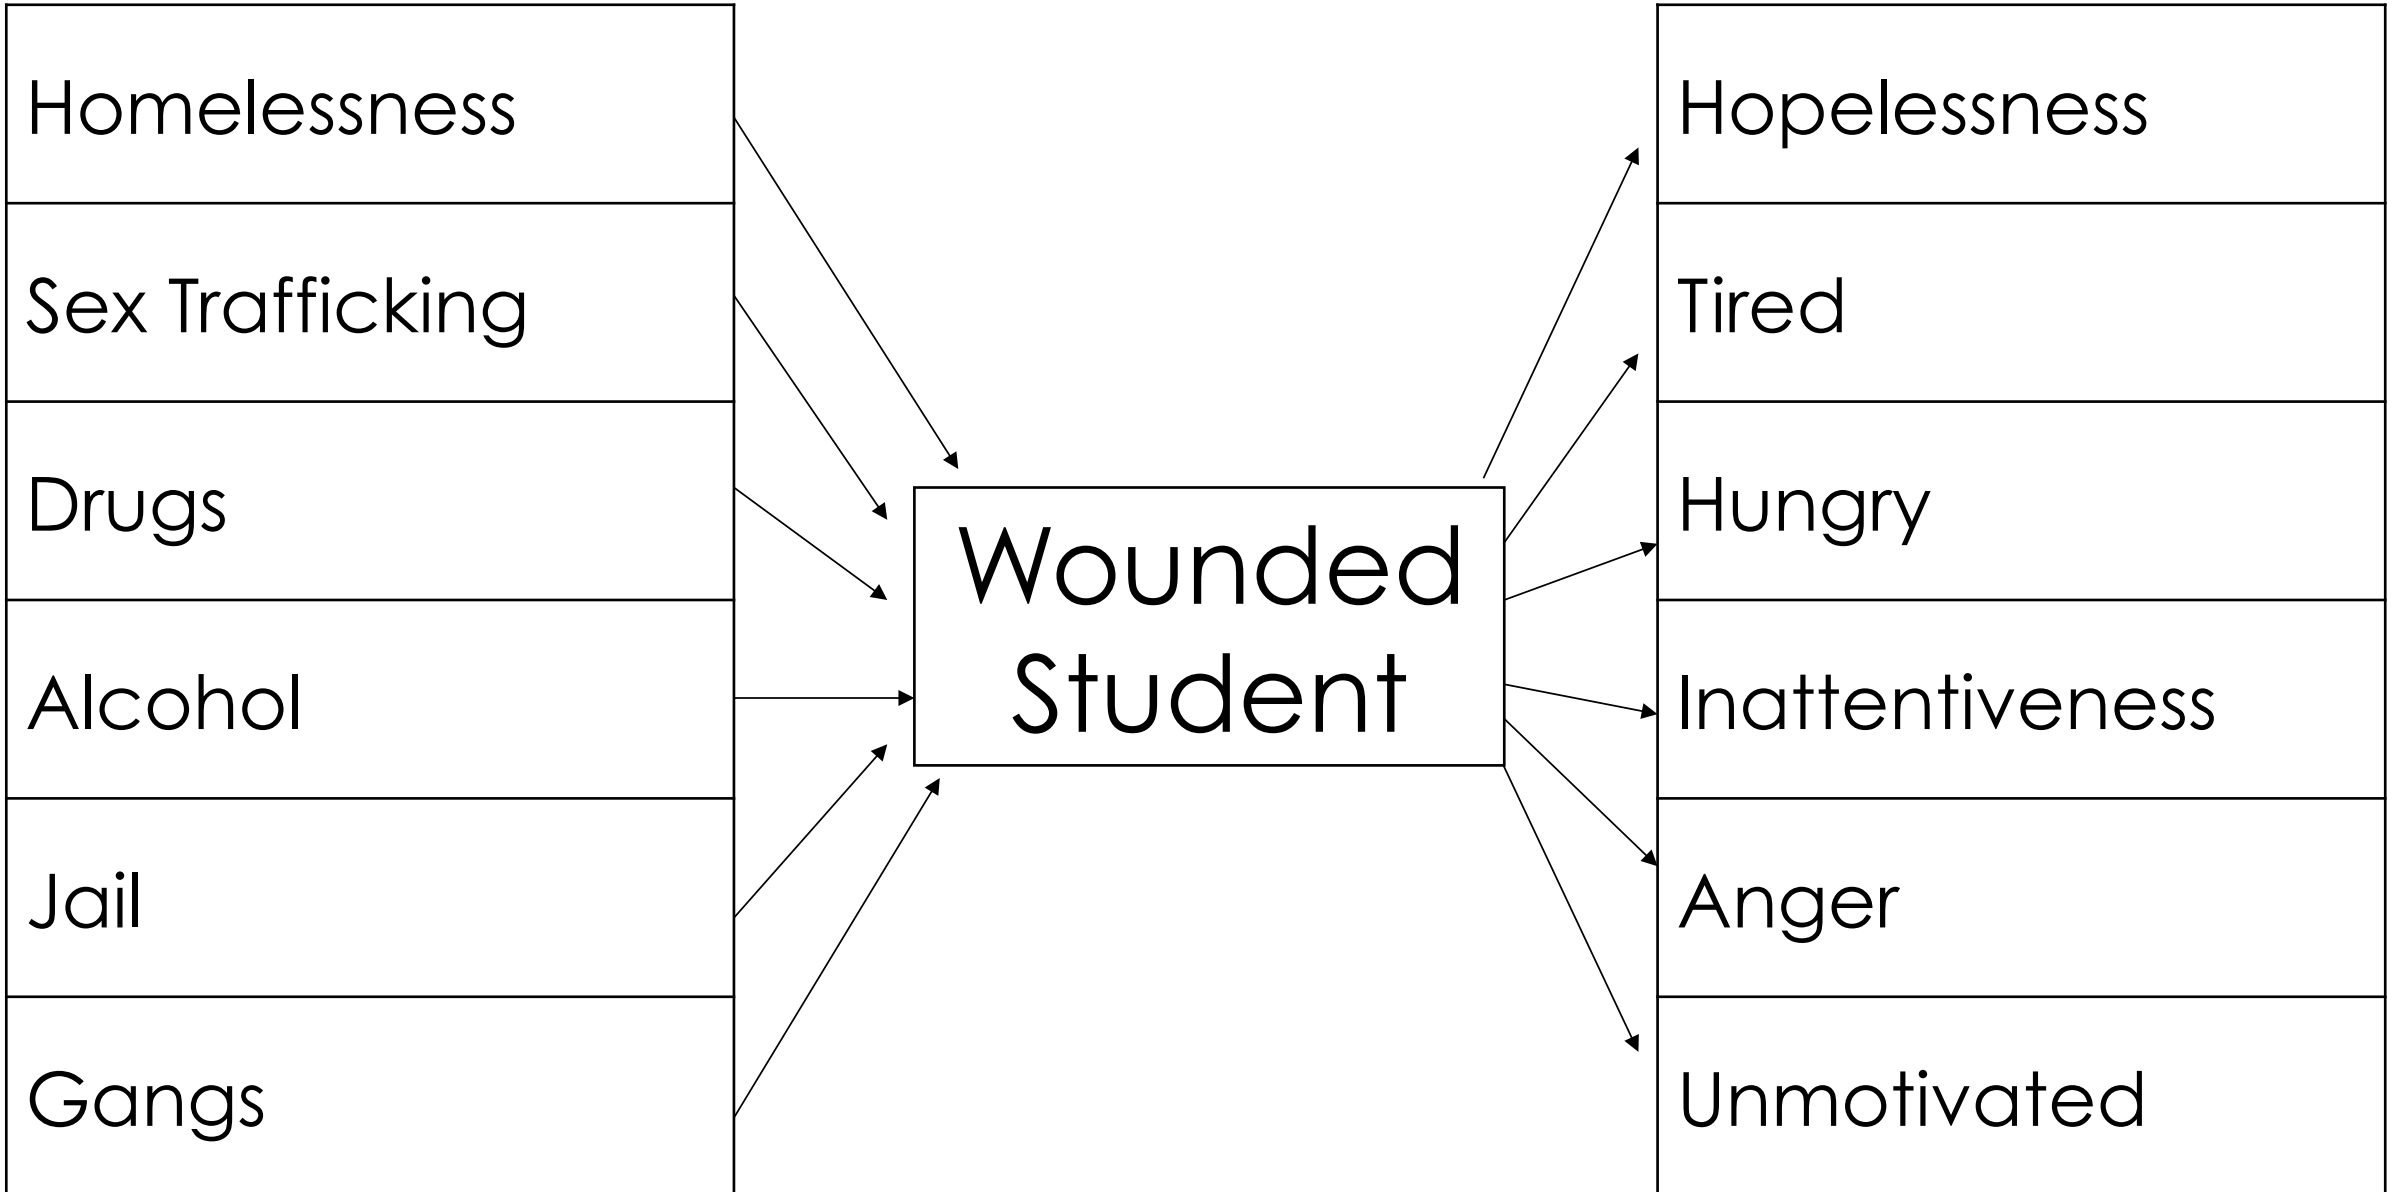 Homelessness
Sex Trafficking
Drugs
Alcohol
Jail
Gangs
Wounded
Student
Hopelessness
Tired
Hungry
Inattentiveness
Anger
Unmotivated